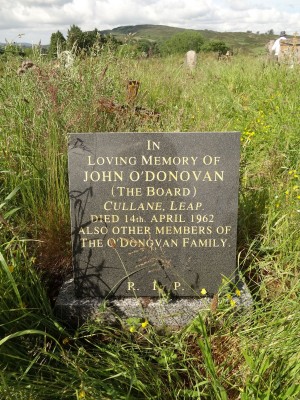 IN
LOVING MEMORY OF
JOHN O'DONOVAN
(THE BOARD)
CULLANE, LEAP.
DIED 14TH. APRIL 1962
ALSO OTHER MEMBERS OF
THE O'DONOVAN FAMILY.
R. I. P.